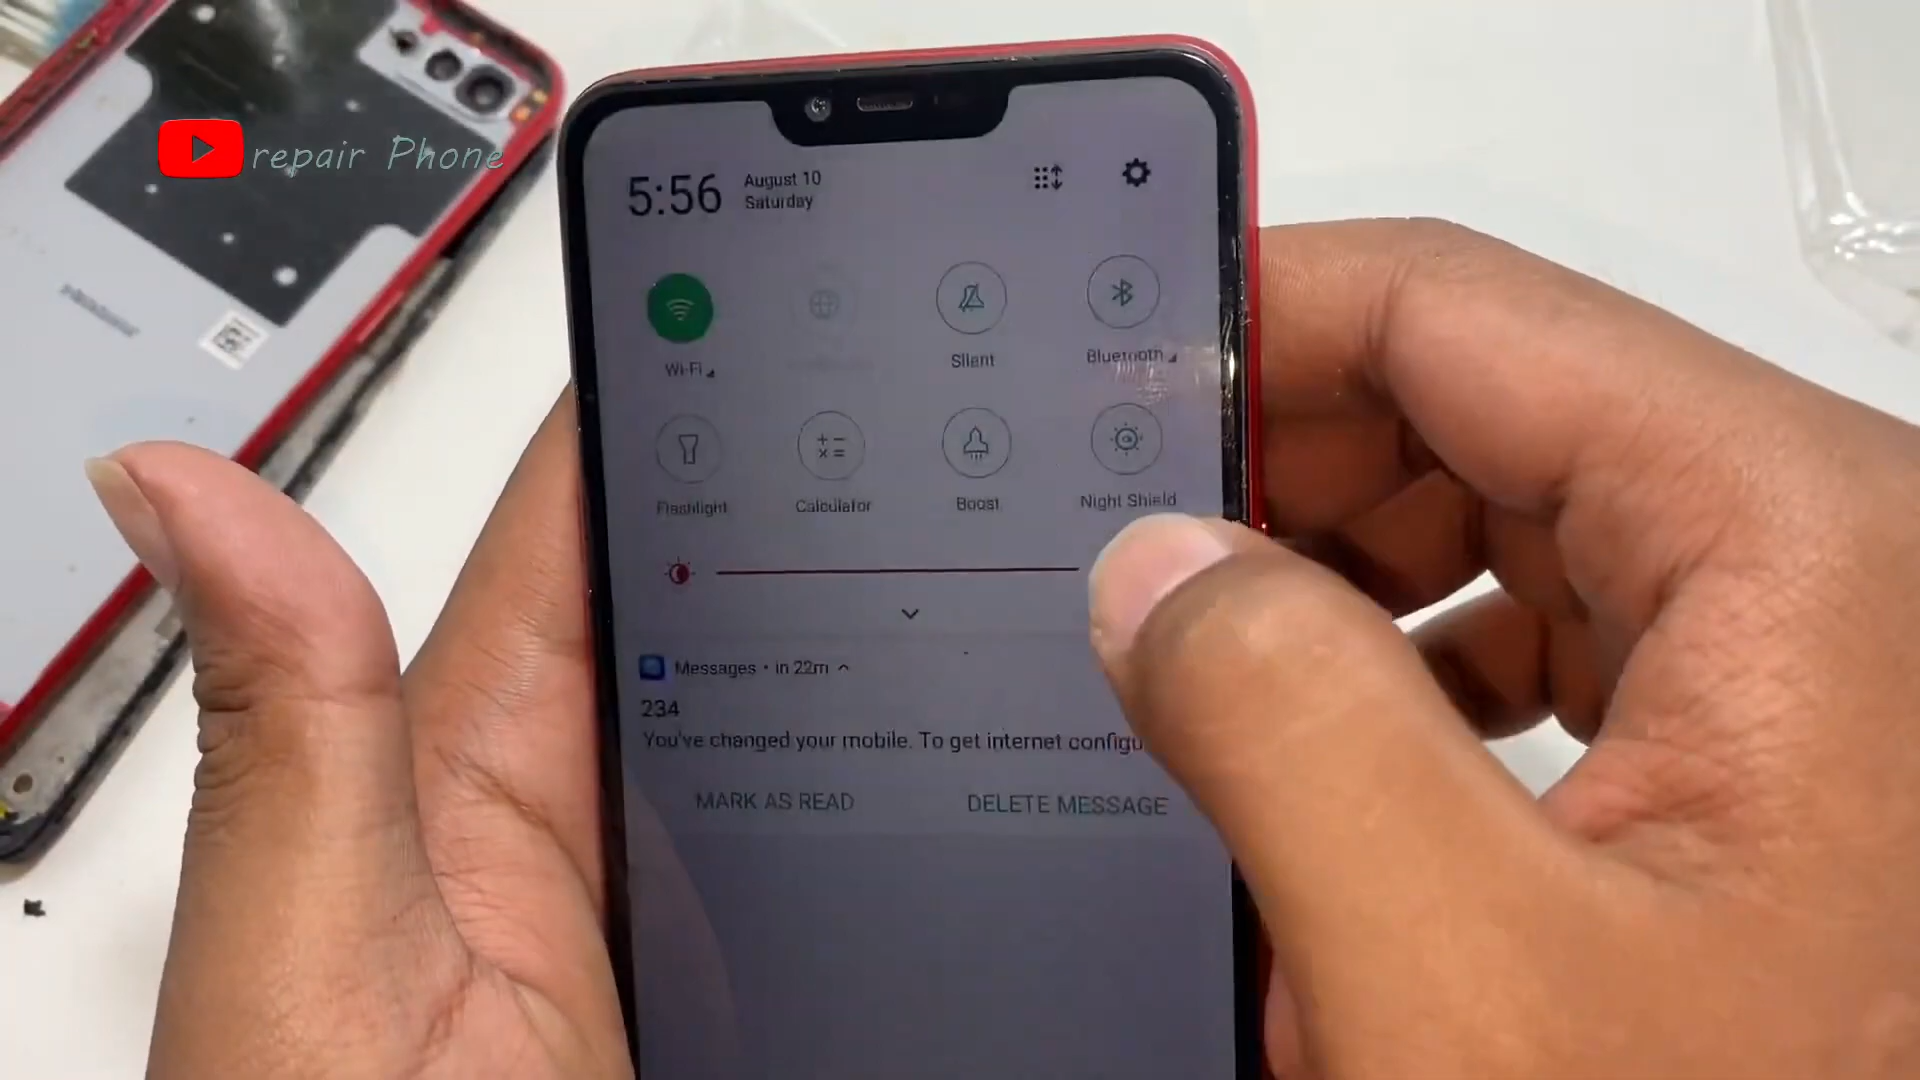 repair Phone
5:56
August 10
Saturday
Wi-Fi
Silent
Bluetooth
Flashlight
Calculator
Boost
Night Shield
Messages • in 22m
234
You've changed your mobile. To get internet configu
MARK AS READ
DELETE MESSAGE